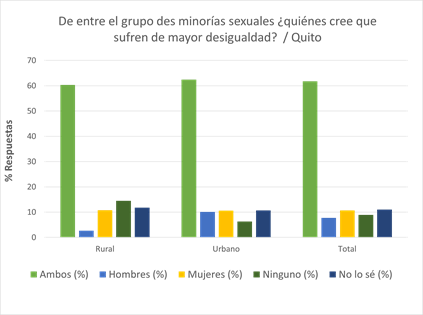 De entre el grupo des minorías sexuales ¿quiénes cree que
sufren de mayor desigualdad? / Quito
70
60
50
40
30
20
10
0
% Respuestas
Rural Urbano Total
Ambos (%) Hombres (%) Mujeres (%) Ninguno (%) No lo sé (%)